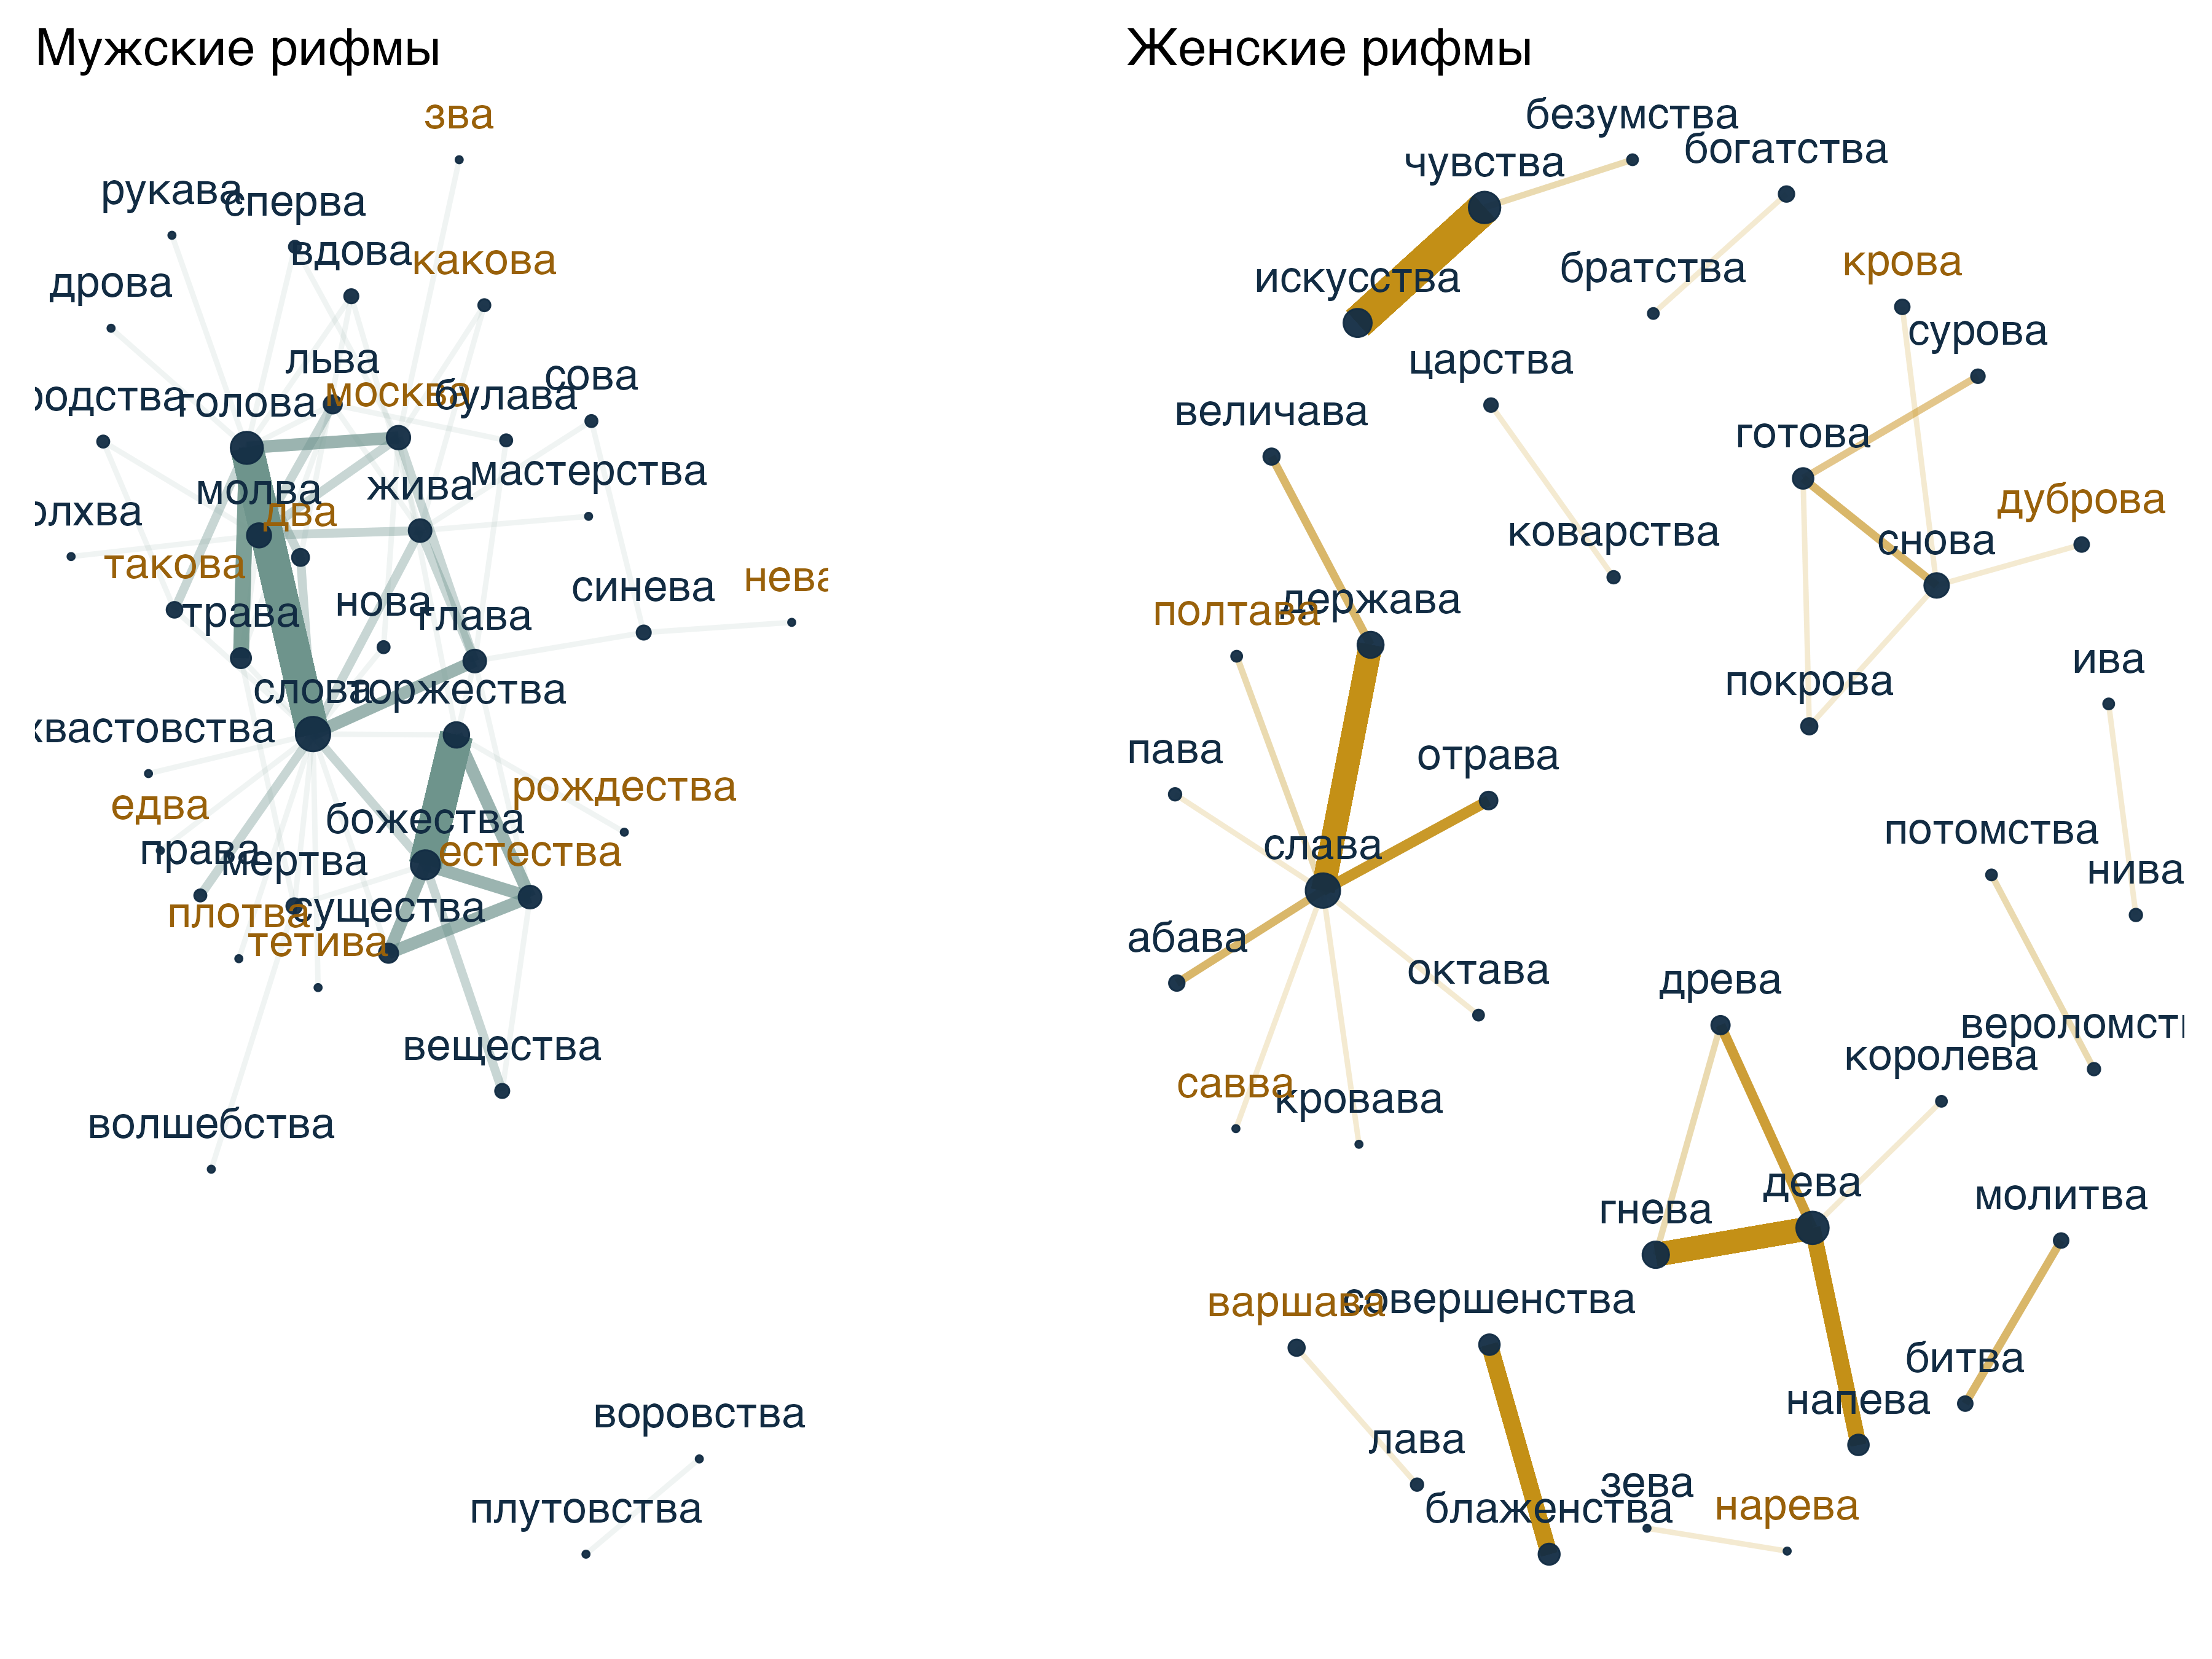 Мужские рифмы
зва
рукава
сперва
вдова
какова
дрова
льва
москва
булава
сова
родства
голова
мастерства
жива
молва
два
олхва
такова
синева
нева
нова
глава
трава
слова
торжества
хвастовства
рождества
едва
божества
права
мертва
естества
плотва
существа
тетива
вещества
волшебства
воровства
плутовства
Женские рифмы
безумства
чувства
богатства
искусства
братства
крова
сурова
царства
величава
готова
дуброва
коварства
снова
полтава
держава
ива
покрова
пава
отрава
потомства
слава
нива
абава
октава
древа
вероломст
королева
савва
кровава
дева
молитва
гнева
варшава
совершенства
битва
напева
лава
зева
блаженства
нарева